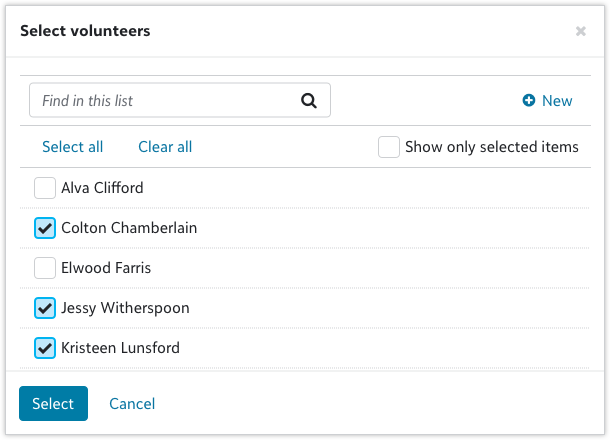 Select volunteers
Find in this list
New
Select all Clear all Show only selected items
Alva Clifford
Colton Chamberlain
Elwood Farris
Jessy Witherspoon
Kristeen Lunsford
Select Cancel